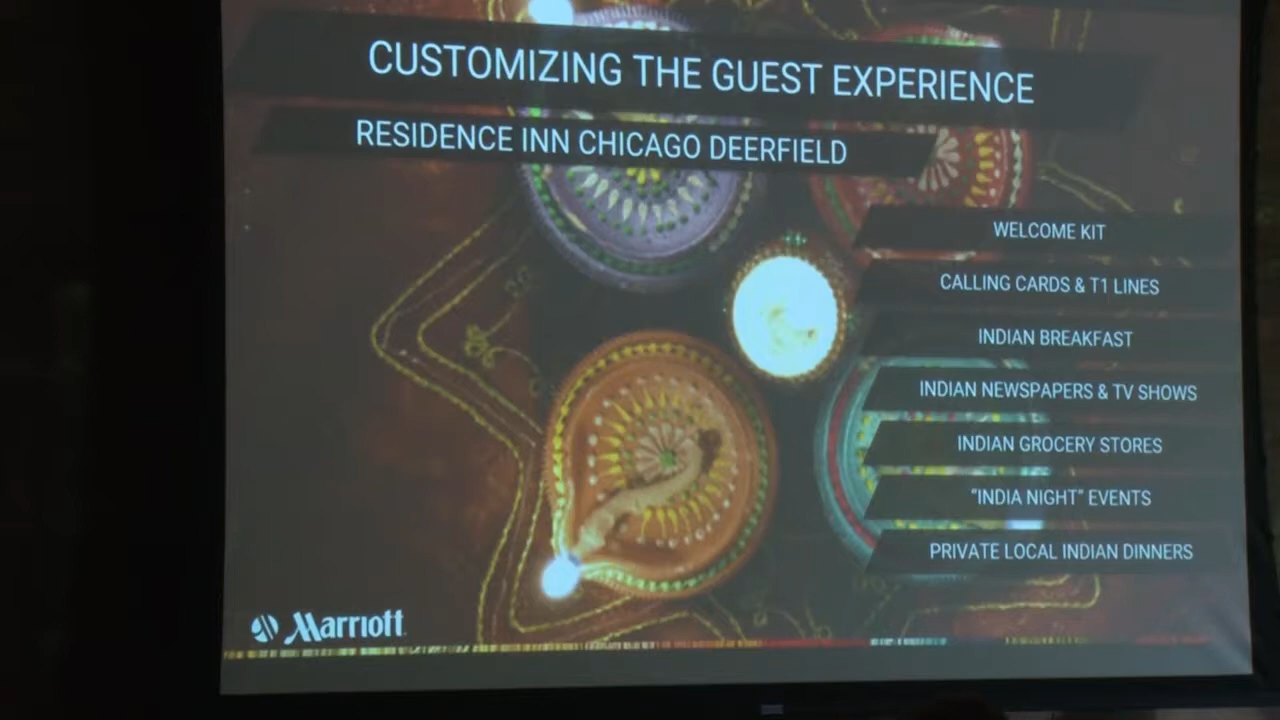 CUSTOMIZING THE GUEST EXPERIENCE
RESIDENCE INN CHICAGO DEERFIELD
WELCOME KIT
CALLING CARDS & T1 LINES
INDIAN BREAKFAST
INDIAN NEWSPAPERS & TV SHOWS
INDIAN GROCERY STORES
“INDIA NIGHT” EVENTS
PRIVATE LOCAL INDIAN DINNERS
Marriott